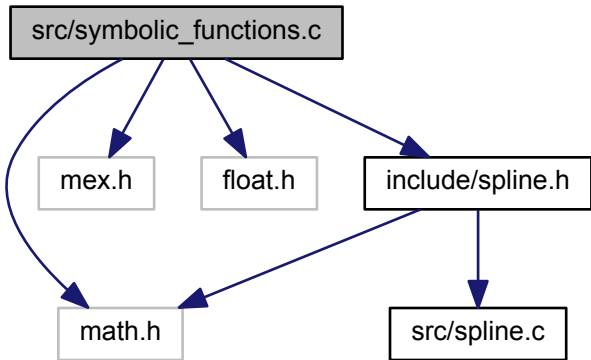 src/symbolic_functions.c
mex.h
float.h
include/spline.h
math.h
src/spline.c